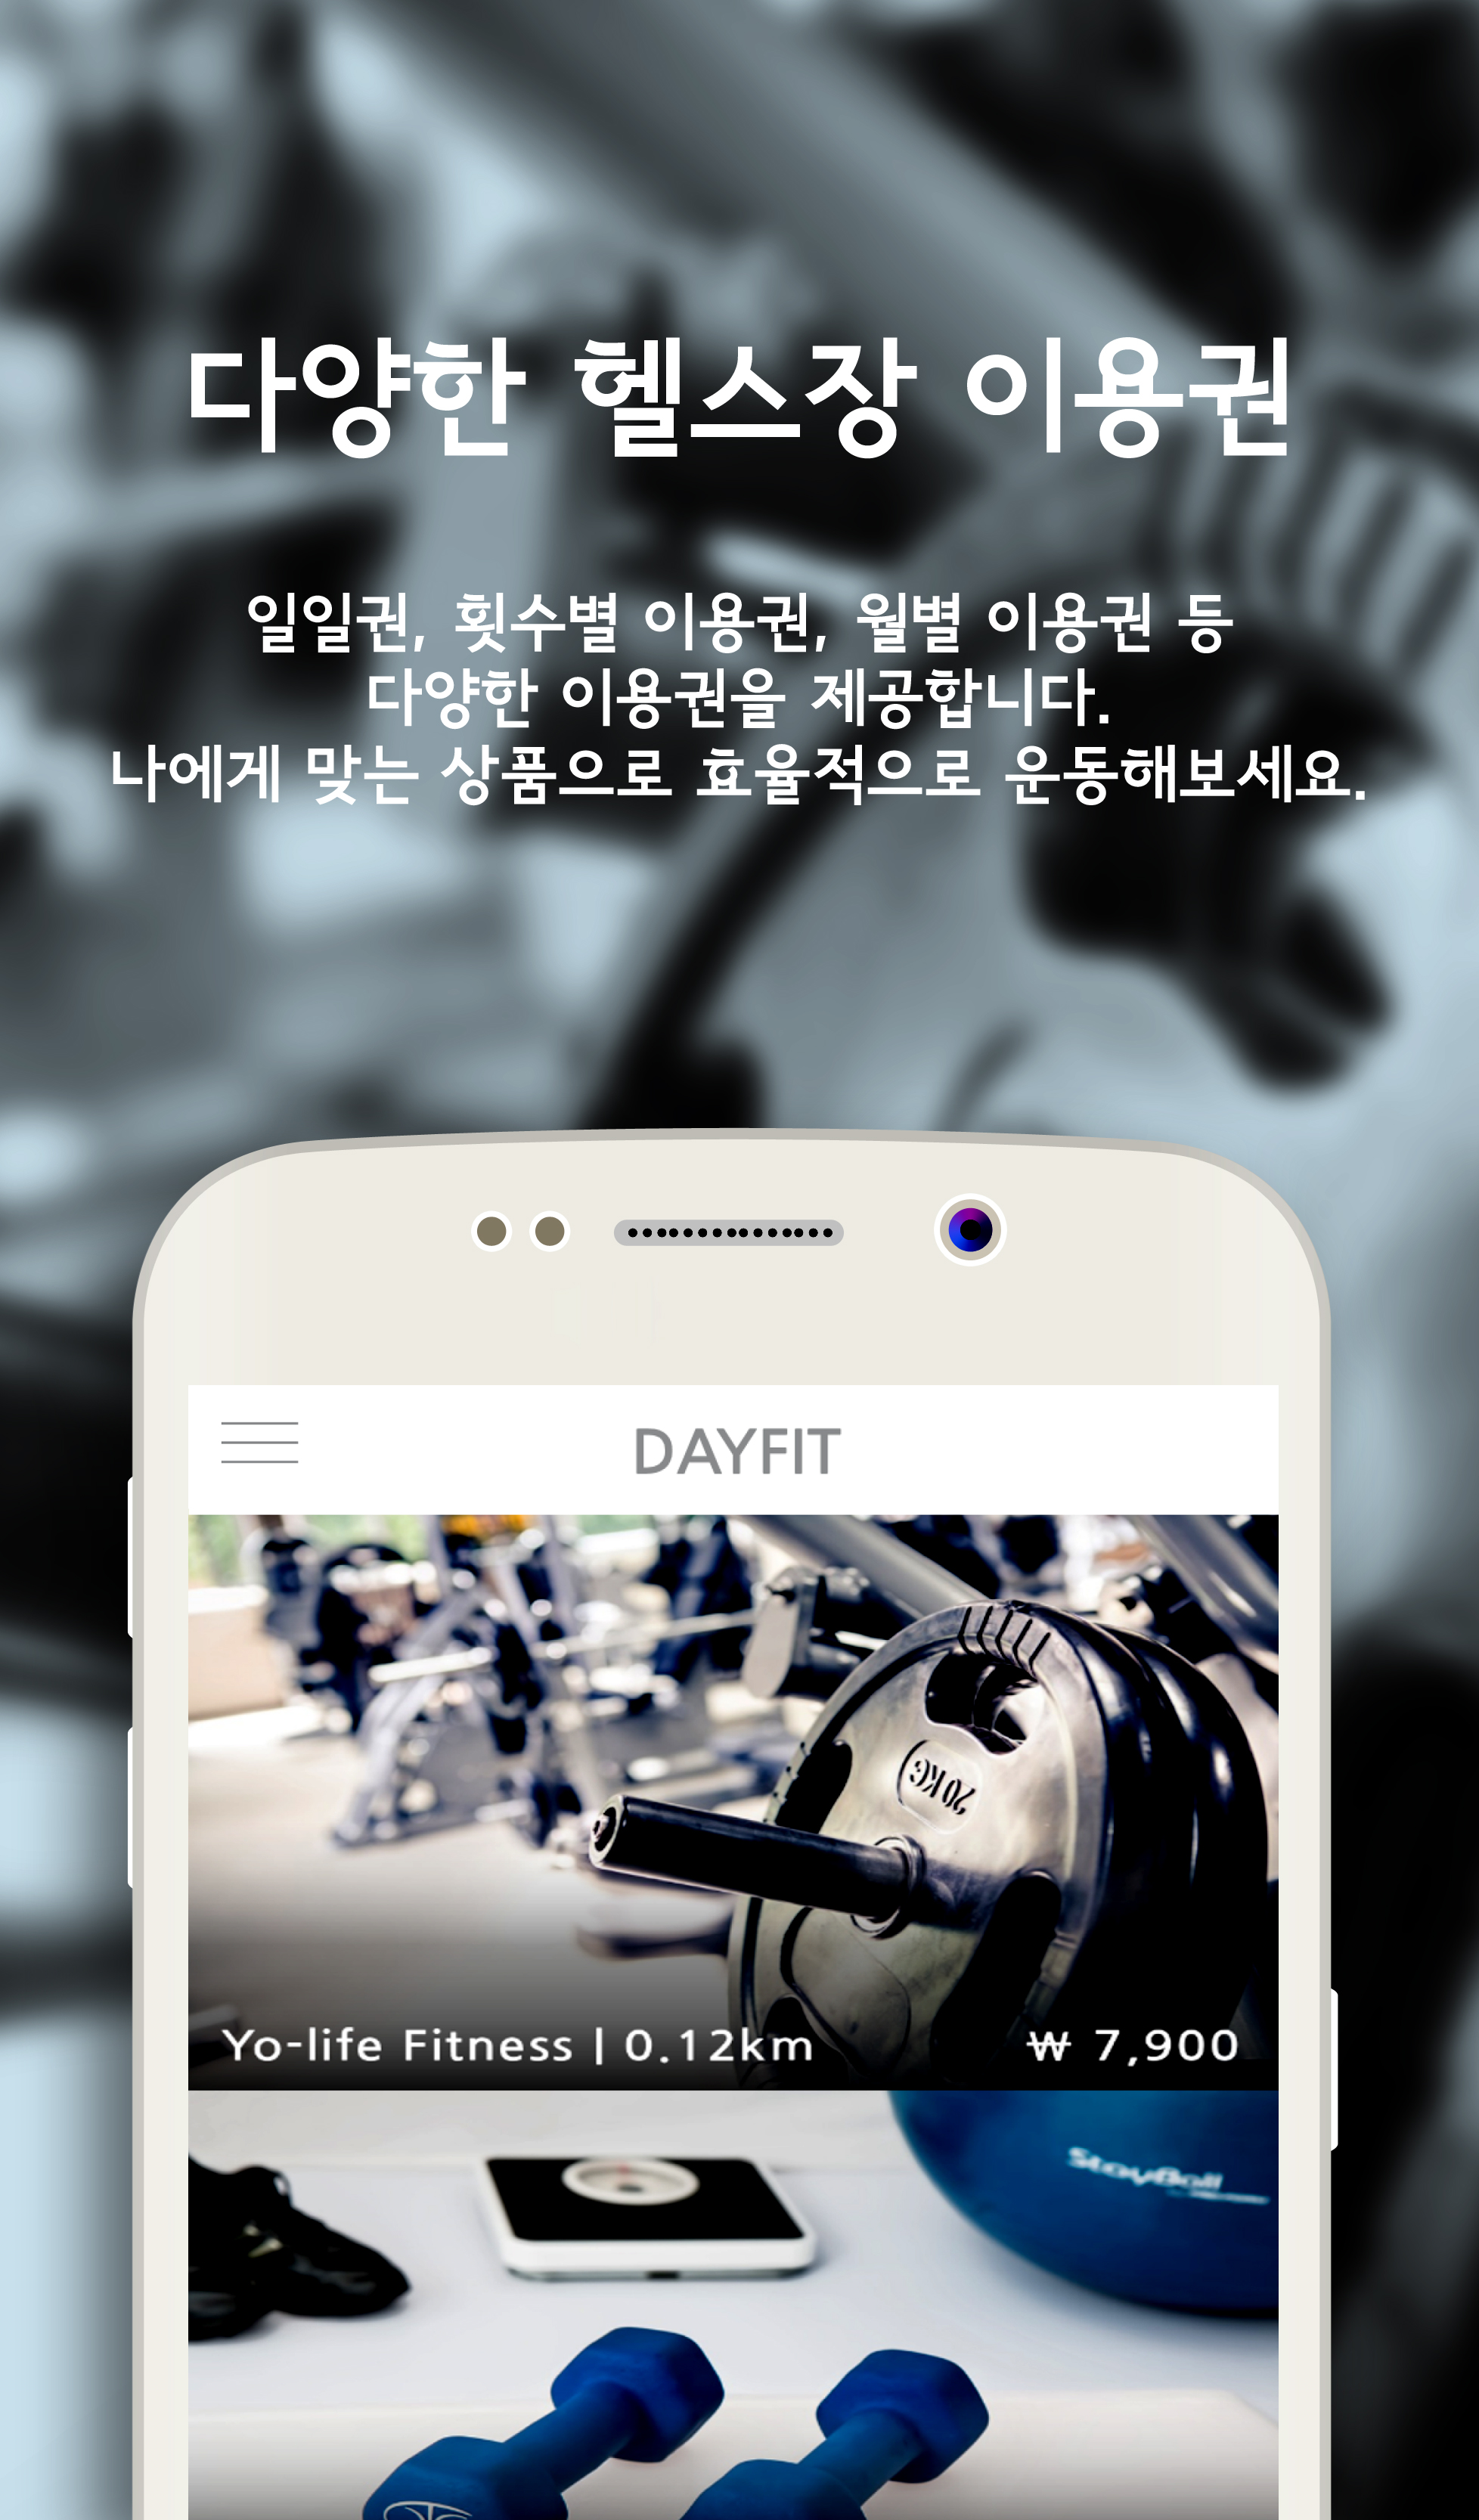 다양한 헬스장 이용권
일일권, 횟수별 이용권, 월별 이용권 등
다양한 이용권을 제공합니다.
나에게 맞는 상품으로 효율적으로 운동해보세요.
DAYFIT
20KG
Yo-life Fitness | 0.12km
₩ 7,900
StayBall